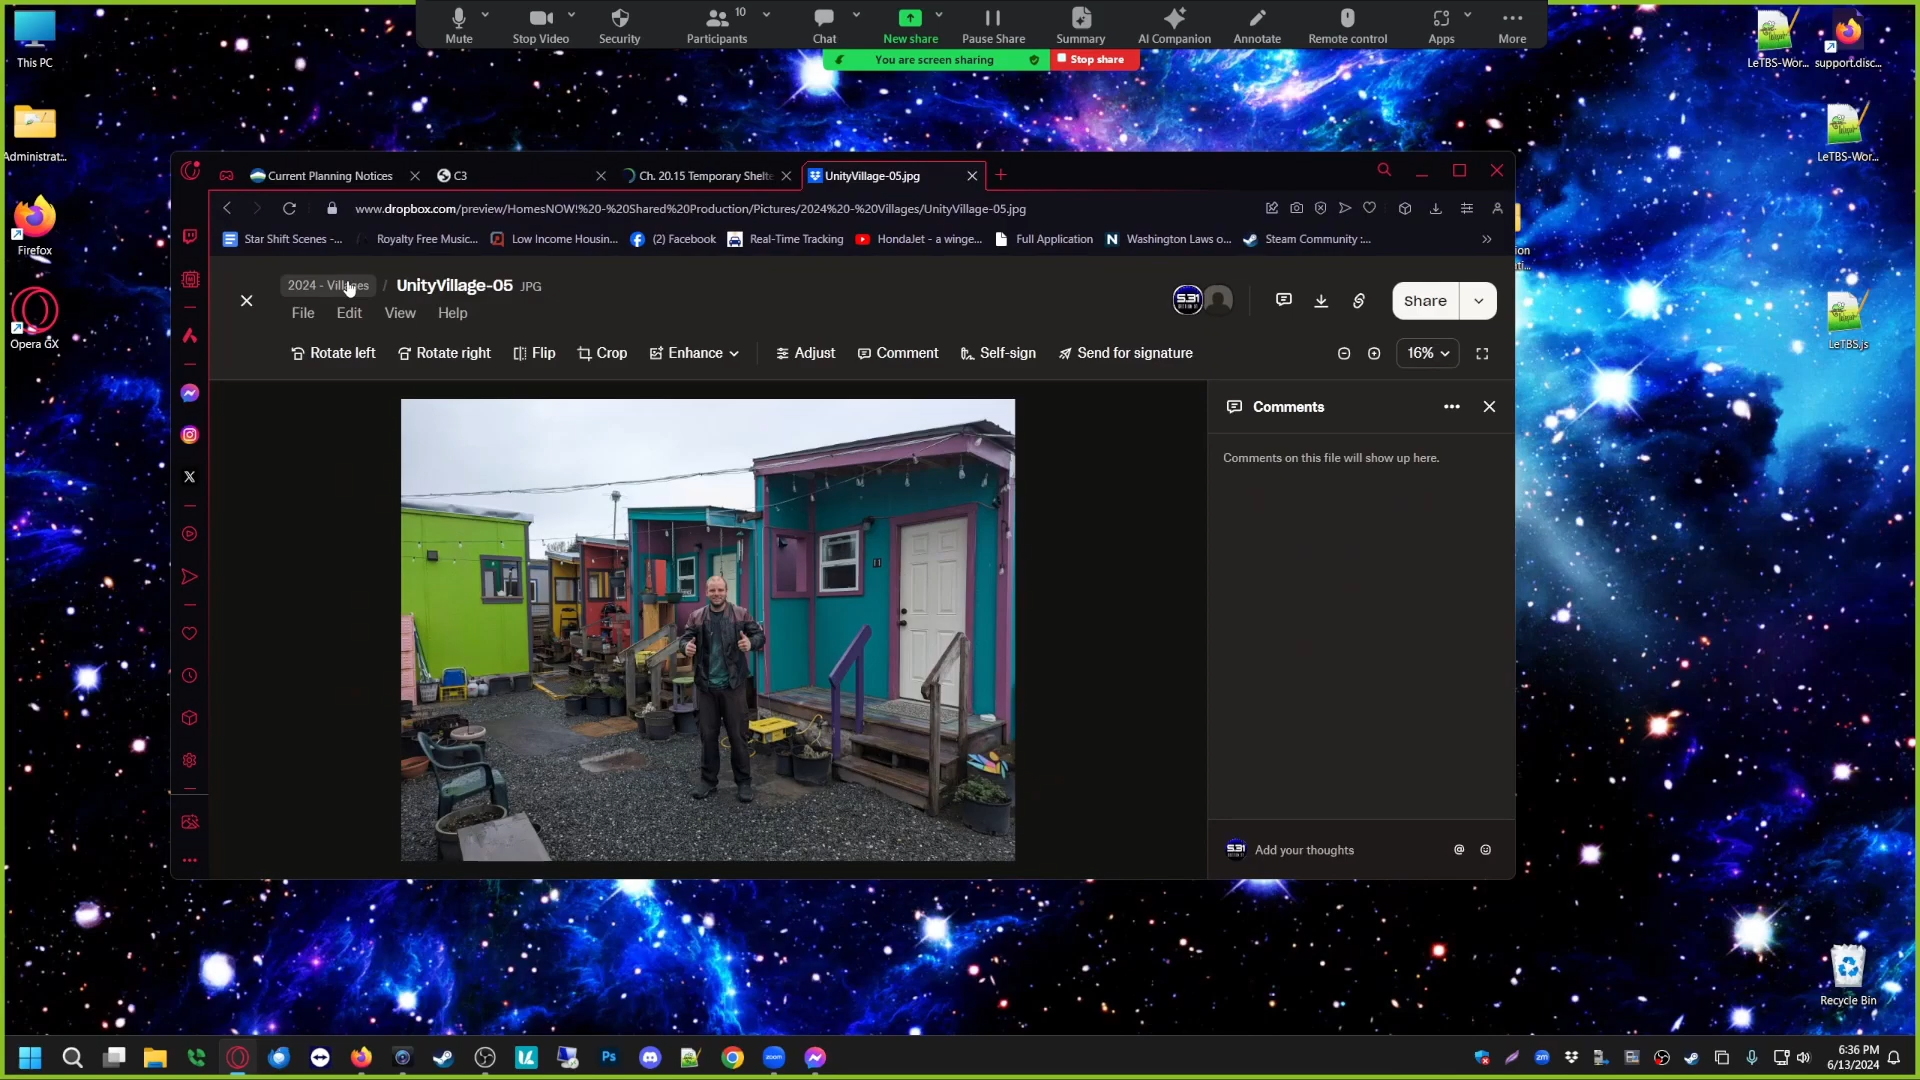 Mute
Stop Video
Security
Participants
10
Chat
New share
Pause Share
Summary
AI Companion
Annotate
Remote control
Apps
More
You are screen sharing
Stop share
This PC
Administrat...
Firefox
Opera GX
LeTBS-Wor...
support.disc...
LeTBS-Wor...
LeTBS.js
Recycle Bin
Current Planning Notices
C3
Ch. 20.15 Temporary Shelte
UnityVillage-05.jpg
www.dropbox.com/preview/HomesNOW!%20-%20Shared%20Production/Pictures/2024%20-%20Villages/UnityVillage-05.jpg
Star Shift Scenes -...
Royalty Free Music...
Low Income Housin...
(2) Facebook
Real-Time Tracking
HondaJet - a winge...
Full Application
Washington Laws o...
Steam Community :...
2024 - Villages / UnityVillage-05 JPG
File Edit View Help
Share
Rotate left
Rotate right
Flip
Crop
Enhance
Adjust
Comment
Self-sign
Send for signature
16%
Comments
Comments on this file will show up here.
Add your thoughts
6:36 PM
6/13/2024